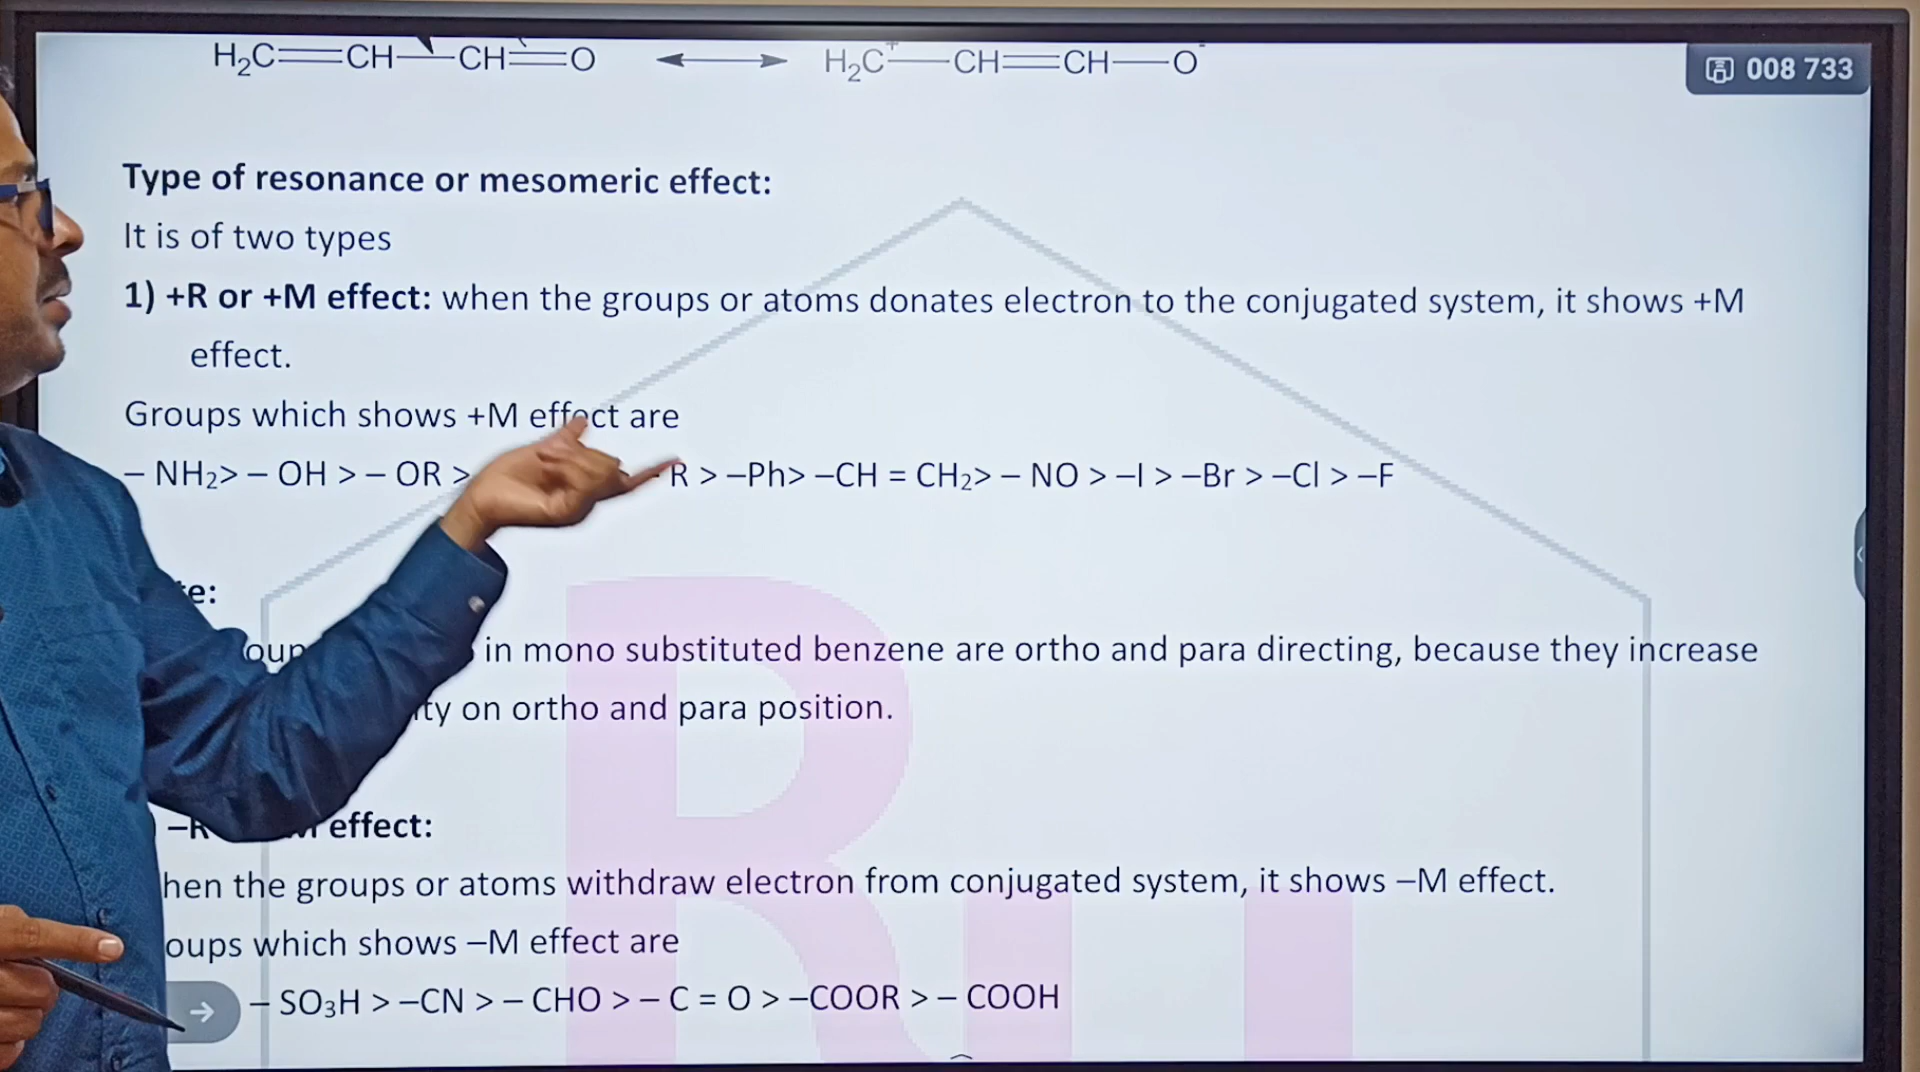 H₂C=CH—CH=O ⟷ H₂C⁺—CH=CH—O⁻
008 733
Type of resonance or mesomeric effect:
It is of two types
1) +R or +M effect: when the groups or atoms donates electron to the conjugated system, it shows +M
effect.
Groups which shows +M effect are
– NH₂> – OH > – OR > R > –Ph> –CH = CH₂> – NO > –I > –Br > –Cl > –F
in mono substituted benzene are ortho and para directing, because they increase
on ortho and para position.
–R effect:
the groups or atoms withdraw electron from conjugated system, it shows –M effect.
which shows –M effect are
– SO₃H > –CN > – CHO > – C = O > –COOR > – COOH